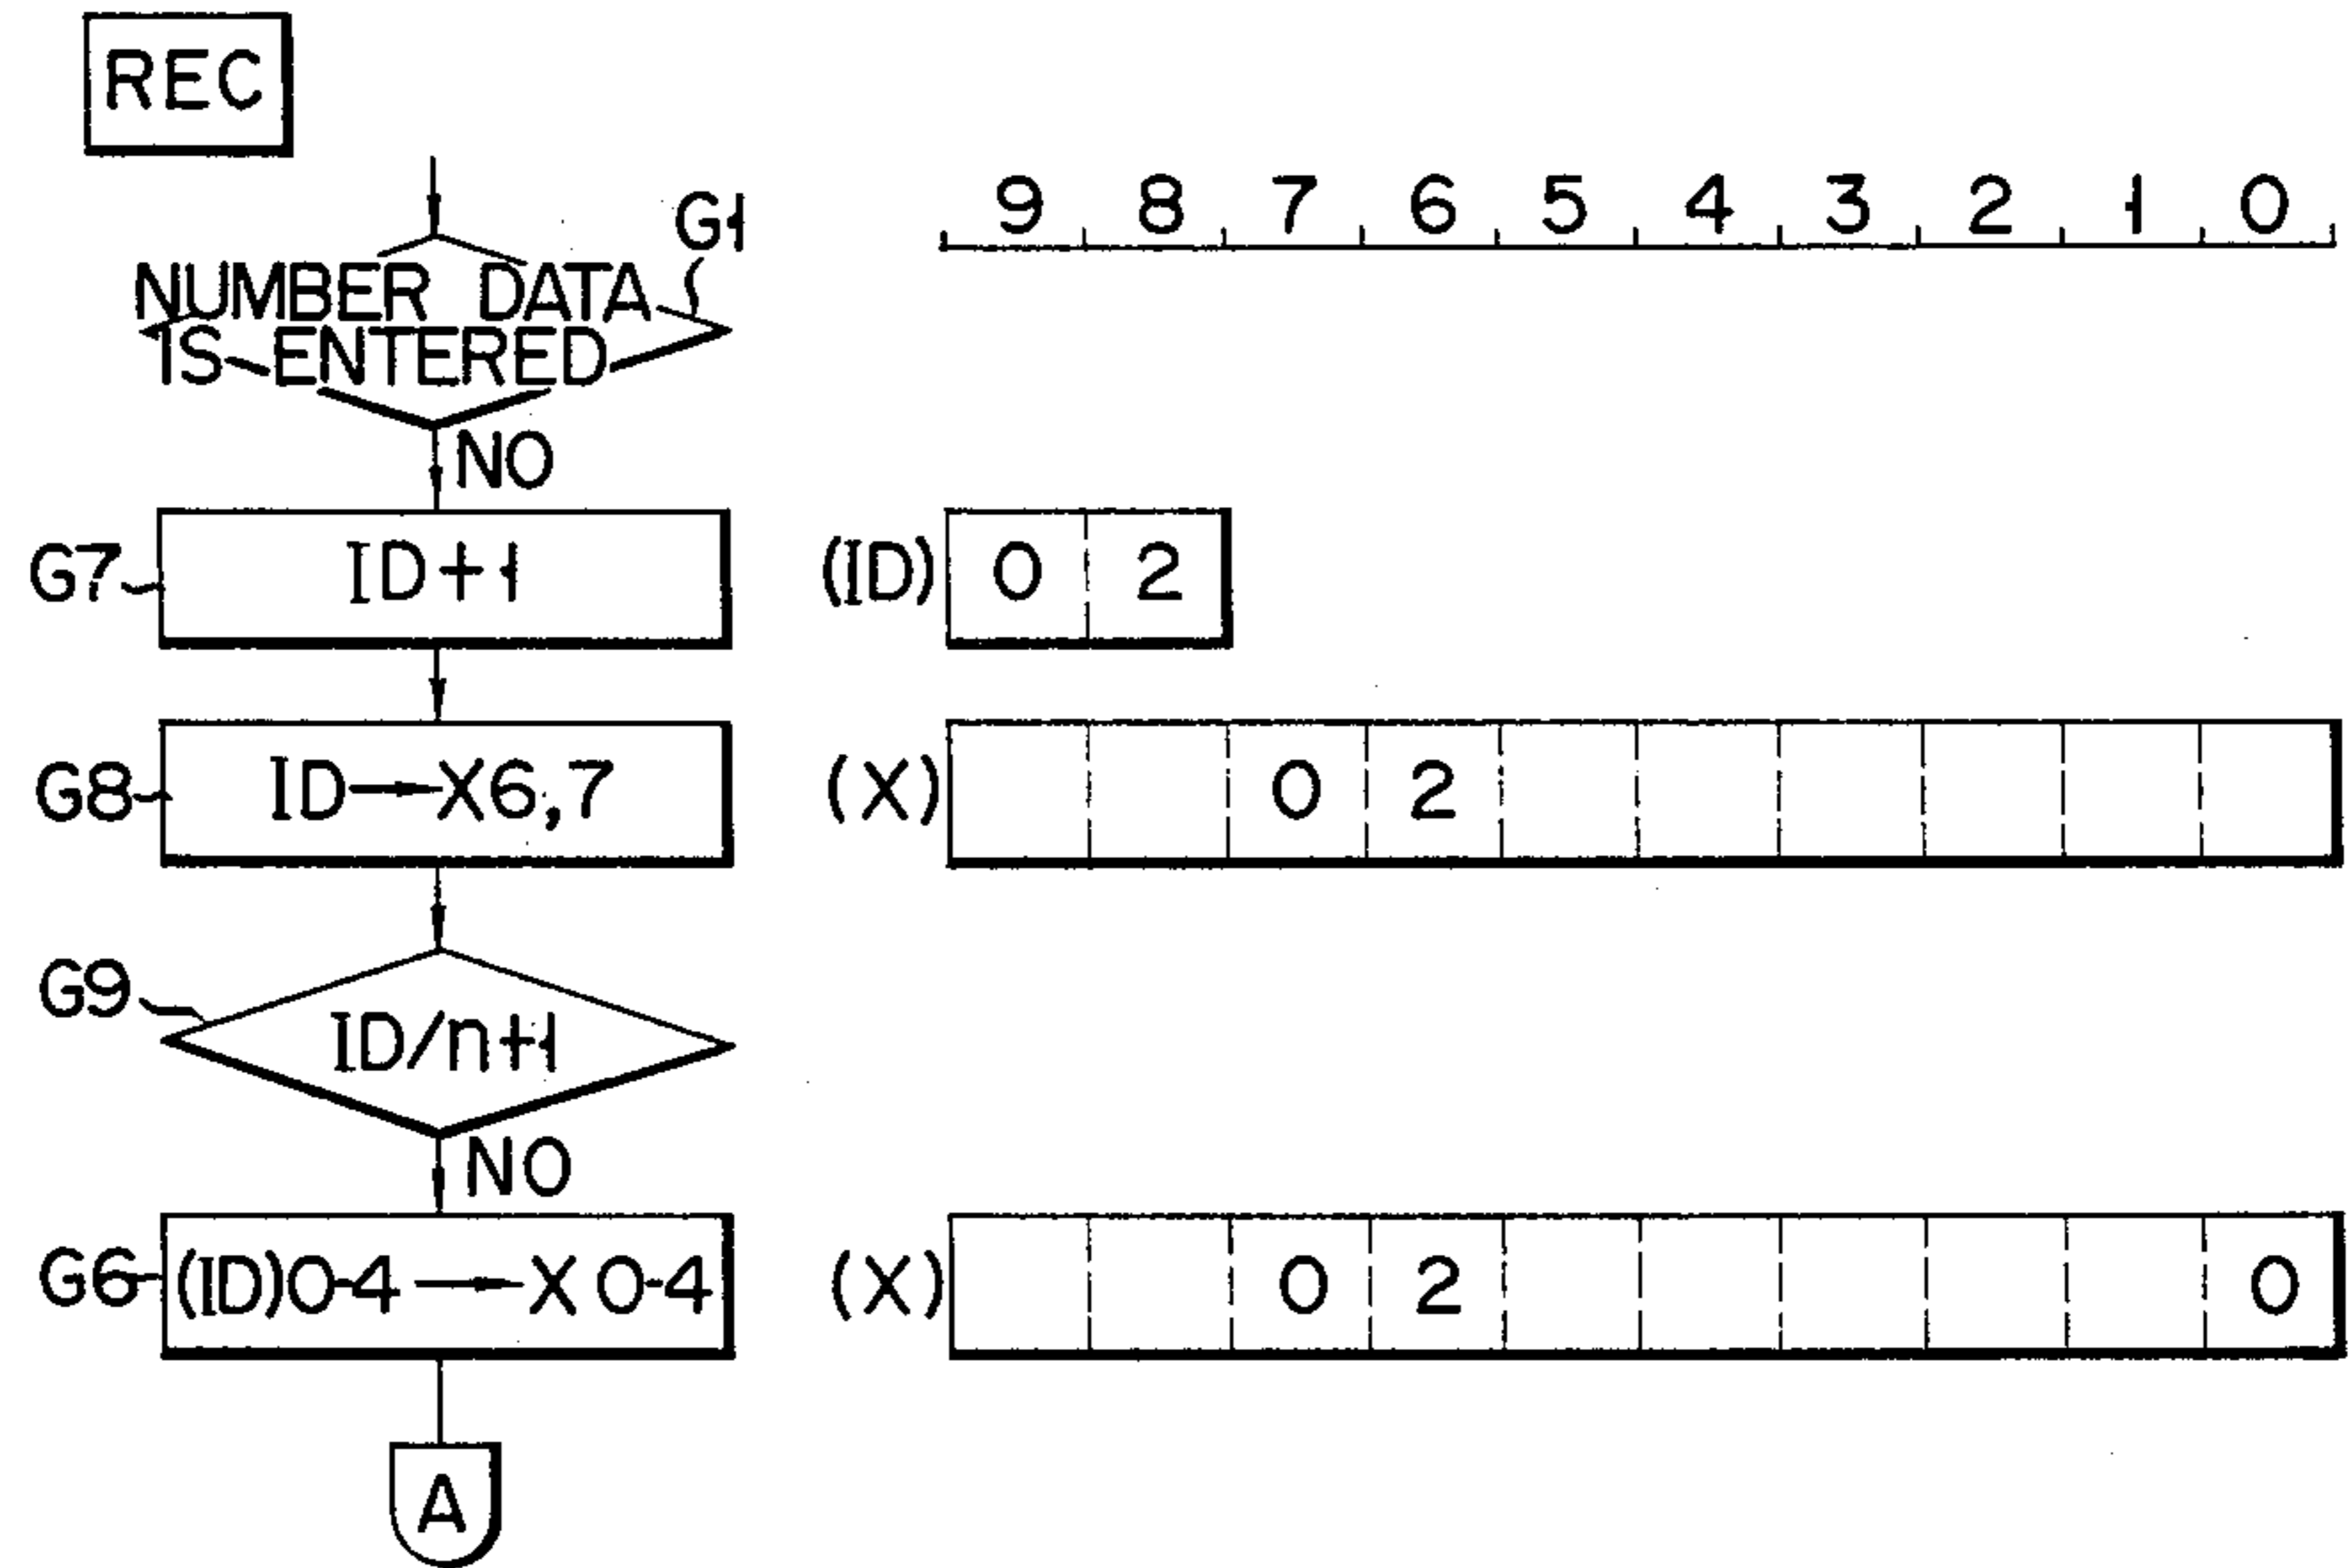 REC
G1
9 8 7 6 5 4 3 2 1 0
NUMBER DATA
IS ENTERED
NO
G7 ID+1 (ID) 0 2
G8 ID→X6,7 (X) 0 2
G9 ID/n+1
NO
G6 (ID)0-4→X0-4 (X) 0 2 0
A